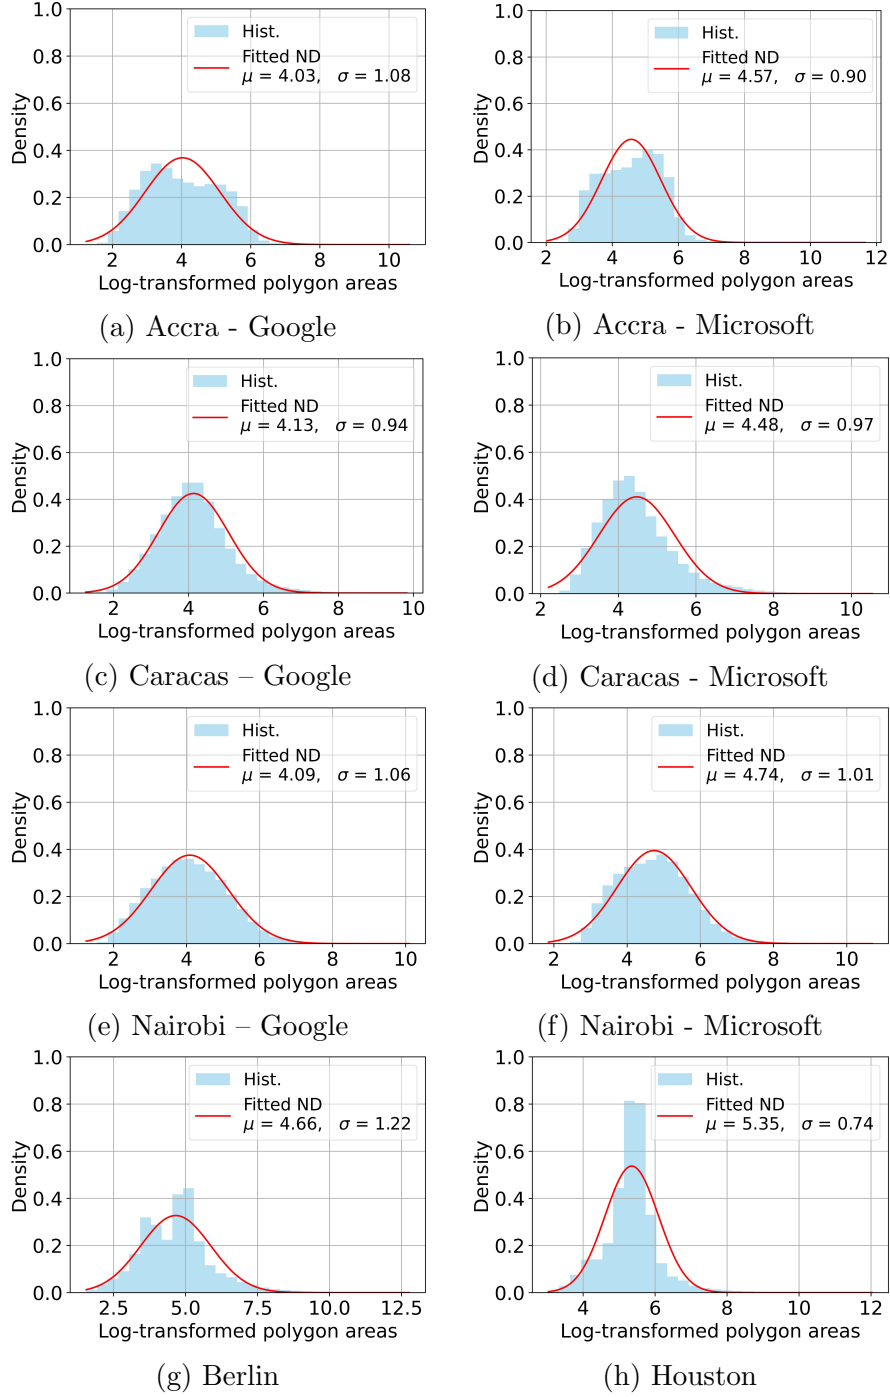 1.0
0.8
0.6
0.4
0.2
0.0
Density
Hist.
Fitted ND
μ = 4.03, σ = 1.08
2 4 6 8 10
Log-transformed polygon areas
(a) Accra - Google
1.0
0.8
0.6
0.4
0.2
0.0
Density
Hist.
Fitted ND
μ = 4.57, σ = 0.90
2 4 6 8 10 12
Log-transformed polygon areas
(b) Accra - Microsoft
1.0
0.8
0.6
0.4
0.2
0.0
Density
Hist.
Fitted ND
μ = 4.13, σ = 0.94
2 4 6 8 10
Log-transformed polygon areas
(c) Caracas – Google
1.0
0.8
0.6
0.4
0.2
0.0
Density
Hist.
Fitted ND
μ = 4.48, σ = 0.97
2 4 6 8 10
Log-transformed polygon areas
(d) Caracas - Microsoft
1.0
0.8
0.6
0.4
0.2
0.0
Density
Hist.
Fitted ND
μ = 4.09, σ = 1.06
2 4 6 8 10
Log-transformed polygon areas
(e) Nairobi – Google
1.0
0.8
0.6
0.4
0.2
0.0
Density
Hist.
Fitted ND
μ = 4.74, σ = 1.01
2 4 6 8 10
Log-transformed polygon areas
(f) Nairobi - Microsoft
1.0
0.8
0.6
0.4
0.2
0.0
Density
Hist.
Fitted ND
μ = 4.66, σ = 1.22
2.5 5.0 7.5 10.0 12.5
Log-transformed polygon areas
(g) Berlin
1.0
0.8
0.6
0.4
0.2
0.0
Density
Hist.
Fitted ND
μ = 5.35, σ = 0.74
4 6 8 10 12
Log-transformed polygon areas
(h) Houston